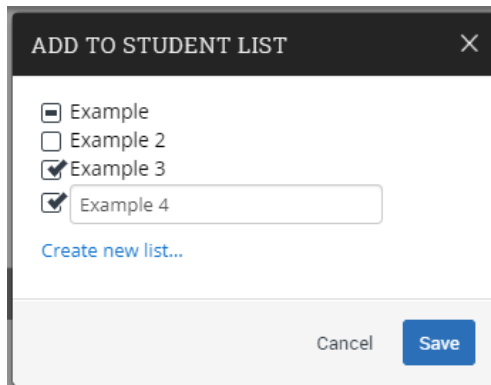 ADD TO STUDENT LIST
Example
Example 2
Example 3
Example 4
Create new list...
Cancel Save